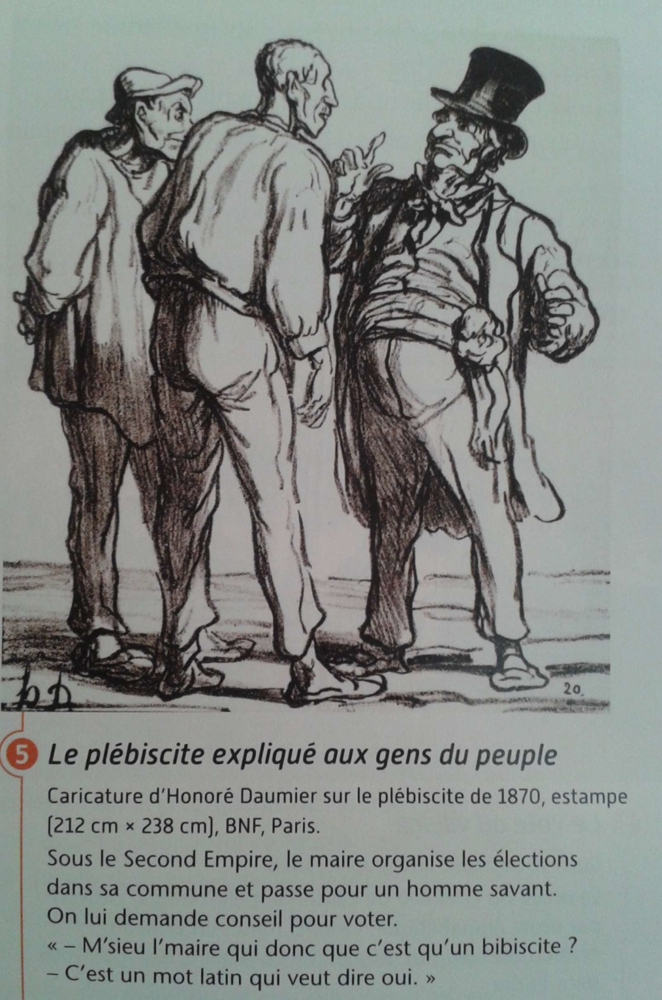 hD
20.
5 Le plébiscite expliqué aux gens du peuple
Caricature d'Honoré Daumier sur le plébiscite de 1870, estampe
(212 cm × 238 cm), BNF, Paris.
Sous le Second Empire, le maire organise les élections
dans sa commune et passe pour un homme savant.
On lui demande conseil pour voter.
« – M'sieu l'maire qui donc que c'est qu'un bibiscite ?
– C'est un mot latin qui veut dire oui. »